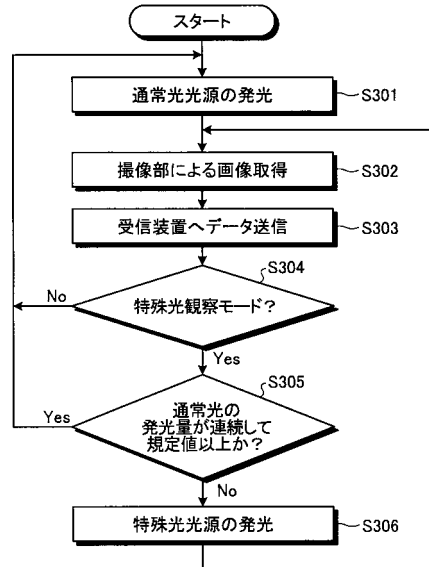 スタート
通常光光源の発光
S301
撮像部による画像取得
S302
受信装置へデータ送信
S303
S304
特殊光観察モード?
No
Yes
S305
通常光の
発光量が連続して
規定値以上か?
Yes
No
特殊光光源の発光
S306